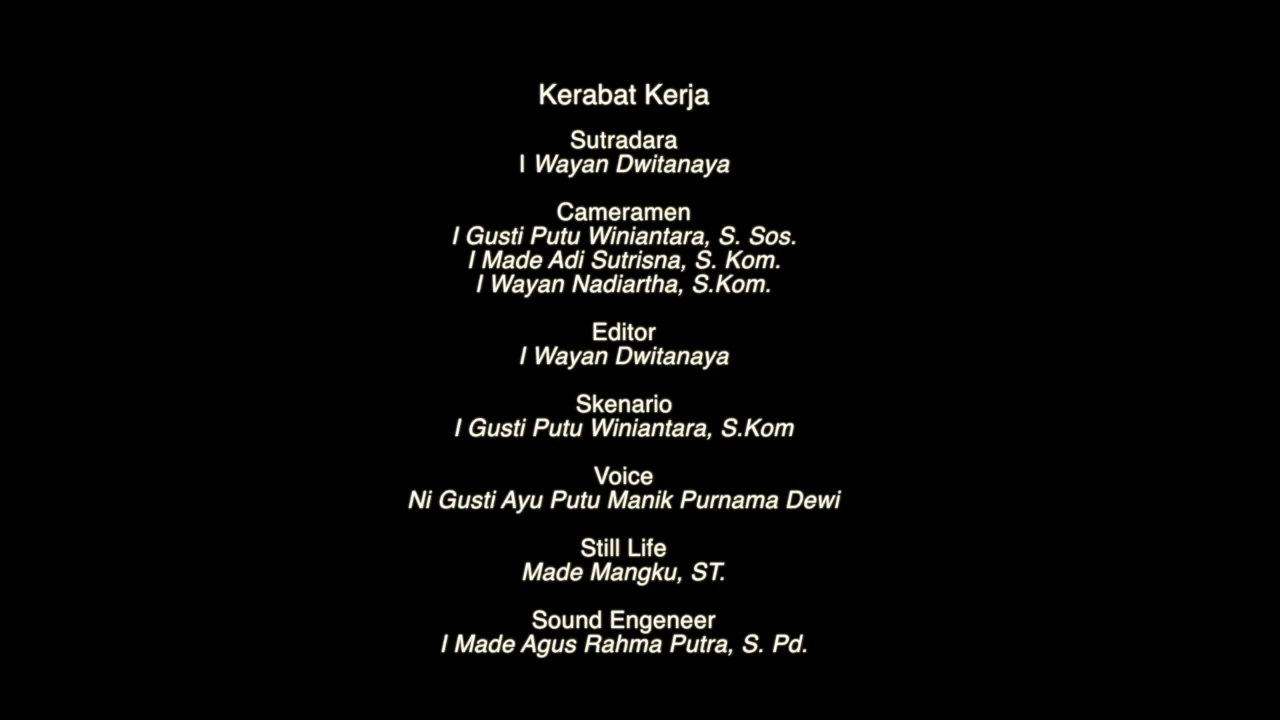 Kerabat Kerja
Sutradara
I Wayan Dwitanaya
Cameramen
I Gusti Putu Winiantara, S. Sos.
I Made Adi Sutrisna, S. Kom.
I Wayan Nadiartha, S.Kom.
Editor
I Wayan Dwitanaya
Skenario
I Gusti Putu Winiantara, S.Kom
Voice
Ni Gusti Ayu Putu Manik Purnama Dewi
Still Life
Made Mangku, ST.
Sound Engeneer
I Made Agus Rahma Putra, S. Pd.